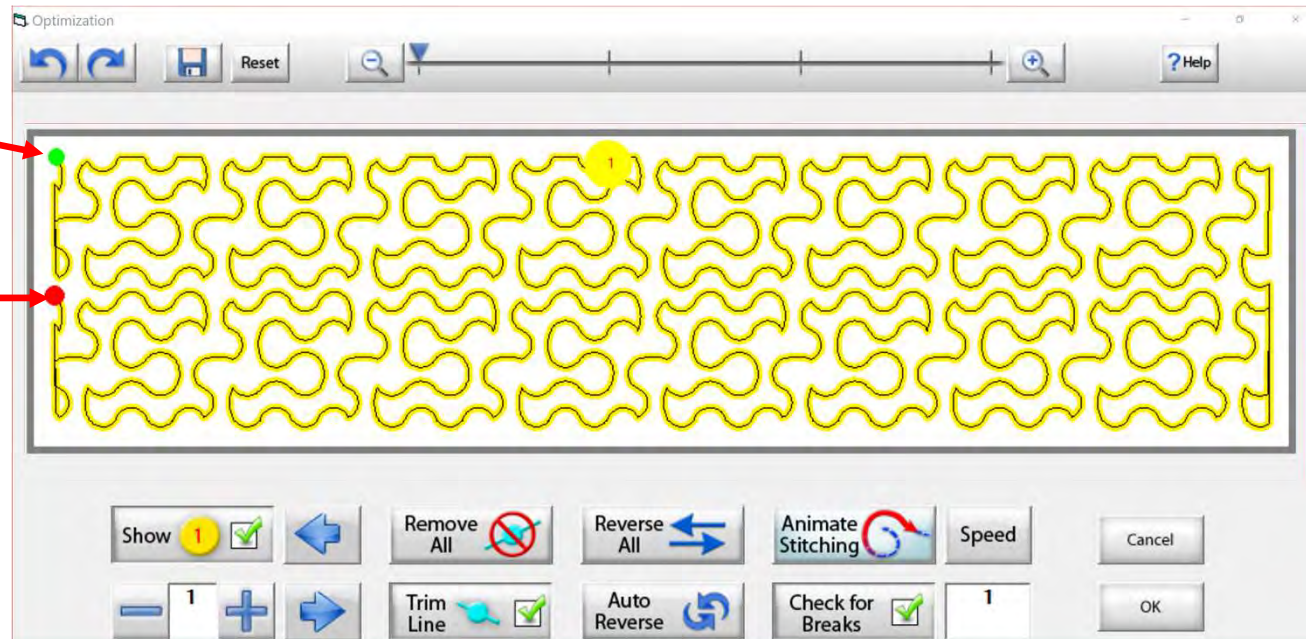 Optimization
Reset
? Help
1
Show 1
Remove All
Reverse All
Animate Stitching
Speed
Cancel
1
Trim Line
Auto Reverse
Check for Breaks
1
OK